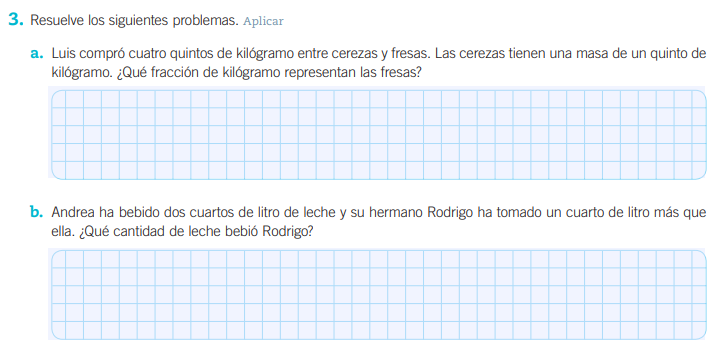 3. Resuelve los siguientes problemas. Aplicar
a. Luis compró cuatro quintos de kilógramo entre cerezas y fresas. Las cerezas tienen una masa de un quinto de
kilógramo. ¿Qué fracción de kilógramo representan las fresas?
b. Andrea ha bebido dos cuartos de litro de leche y su hermano Rodrigo ha tomado un cuarto de litro más que
ella. ¿Qué cantidad de leche bebió Rodrigo?